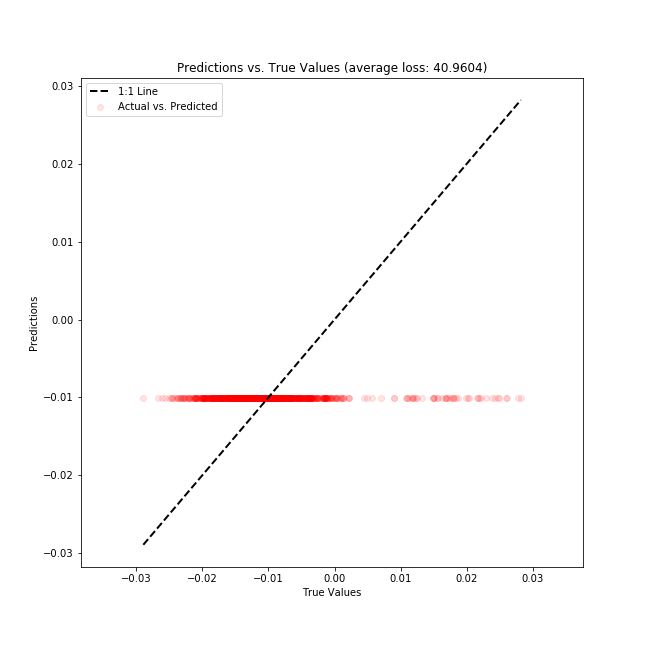 Predictions vs. True Values (average loss: 40.9604)
1:1 Line
Actual vs. Predicted
0.03
0.02
0.01
0.00
−0.01
−0.02
−0.03
Predictions
−0.03 −0.02 −0.01 0.00 0.01 0.02 0.03
True Values